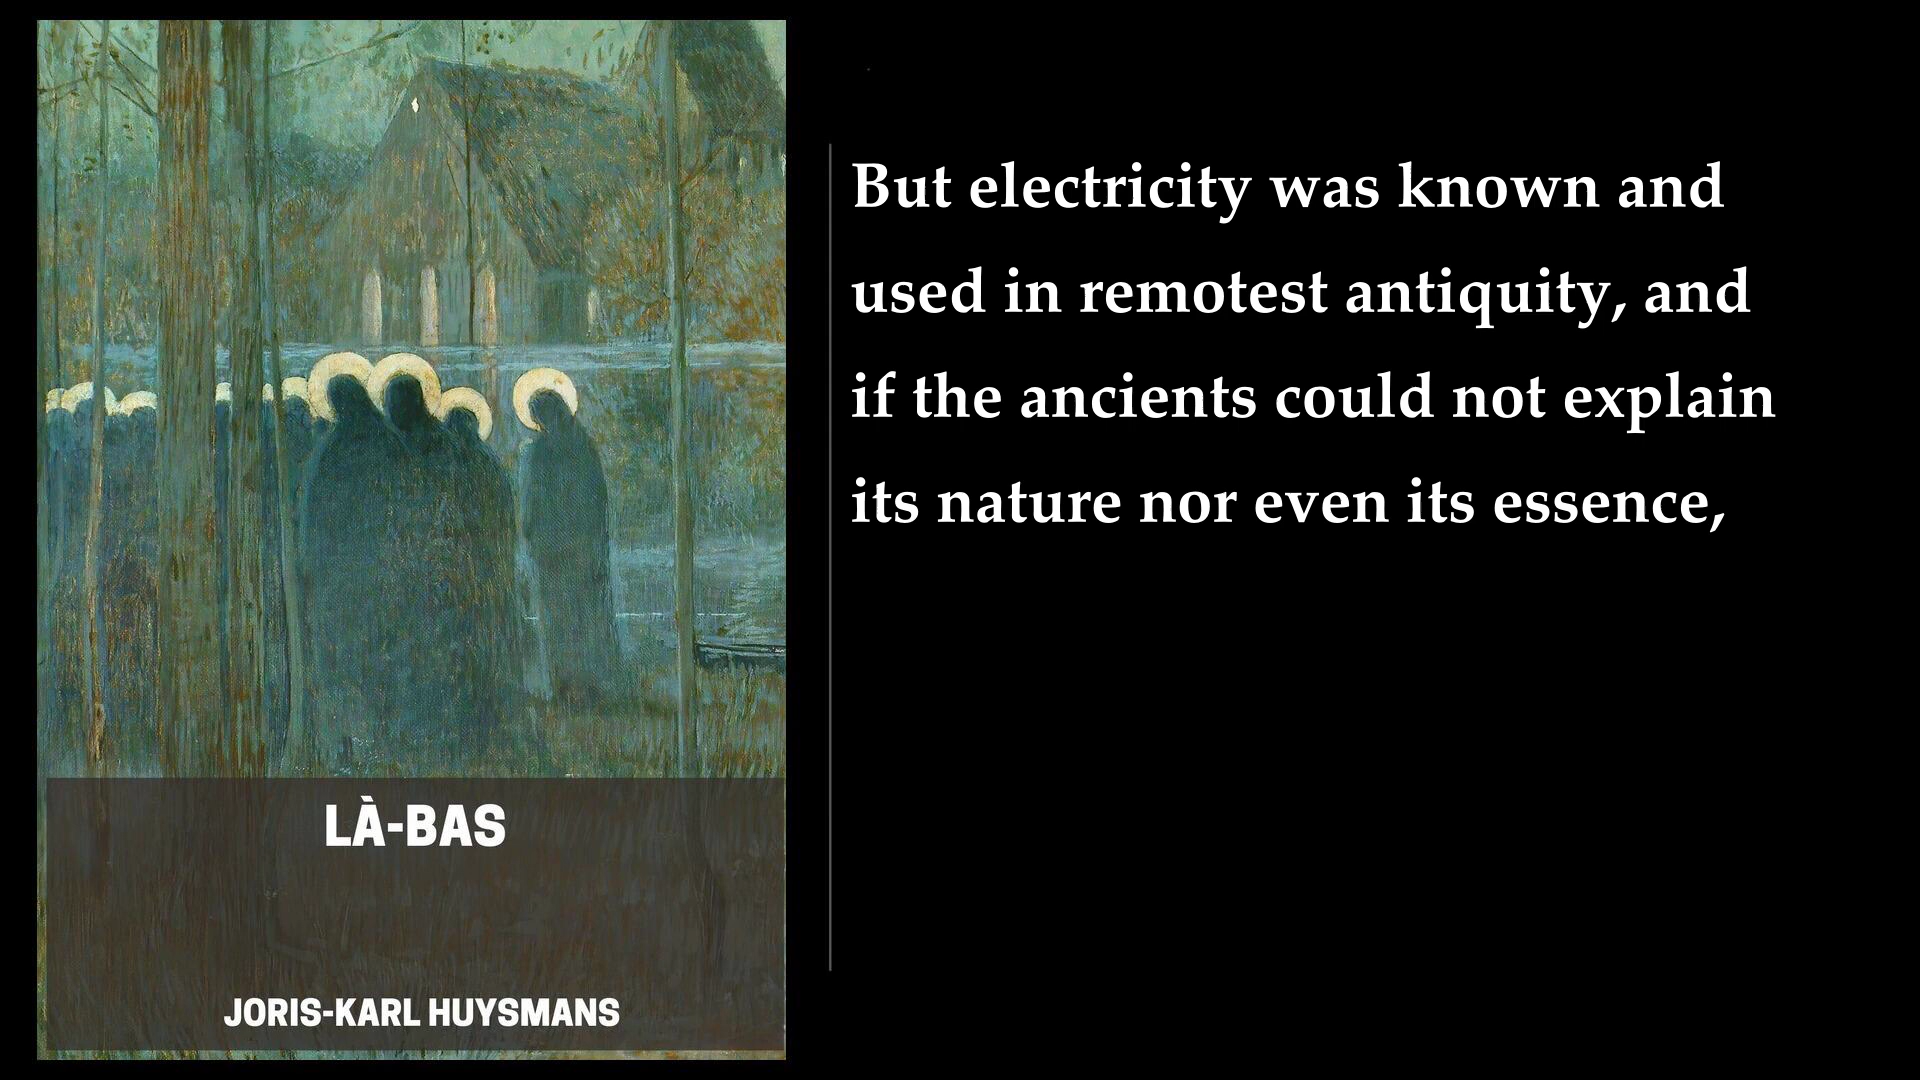 LÀ-BAS
JORIS-KARL HUYSMANS
But electricity was known and
used in remotest antiquity, and
if the ancients could not explain
its nature nor even its essence,